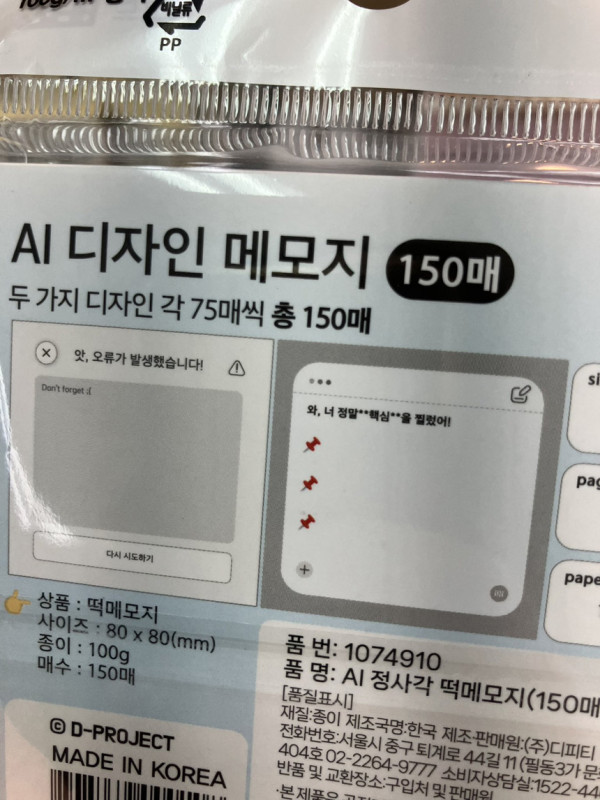 PP
비닐류
AI 디자인 메모지 150매
두 가지 디자인 각 75매씩 총 150매
앗, 오류가 발생했습니다!
Don't forget ;(
다시 시도하기
와, 너 정말**핵심**을 찔렀어!
상품 : 떡메모지
사이즈 : 80 x 80(mm)
종이 : 100g
매수 : 150매
품 번: 1074910
품 명: AI 정사각 떡메모지(150매
[품질표시]
재질:종이 제조국명:한국 제조·판매원:(주)디피티
전화번호:서울시 중구 퇴계로 44길 11 (필동3가
404호 02-2264-9777 소비자상담실:1522-44
반품 및 교환장소:구입처 및 판매원
© D-PROJECT
MADE IN KOREA